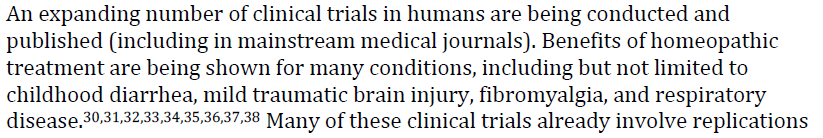 An expanding number of clinical trials in humans are being conducted and
published (including in mainstream medical journals). Benefits of homeopathic
treatment are being shown for many conditions, including but not limited to
childhood diarrhea, mild traumatic brain injury, fibromyalgia, and respiratory
disease.30,31,32,33,34,35,36,37,38 Many of these clinical trials already involve replications